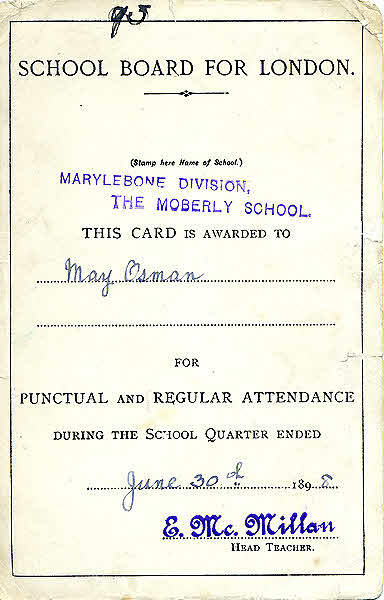 95
SCHOOL BOARD FOR LONDON.
(Stamp here Name of School.)
MARYLEBONE DIVISION,
THE MOBERLY SCHOOL.
THIS CARD IS AWARDED TO
May Osman
FOR
PUNCTUAL AND REGULAR ATTENDANCE
DURING THE SCHOOL QUARTER ENDED
June 30th 1898
E. Mc. Millan
HEAD TEACHER.